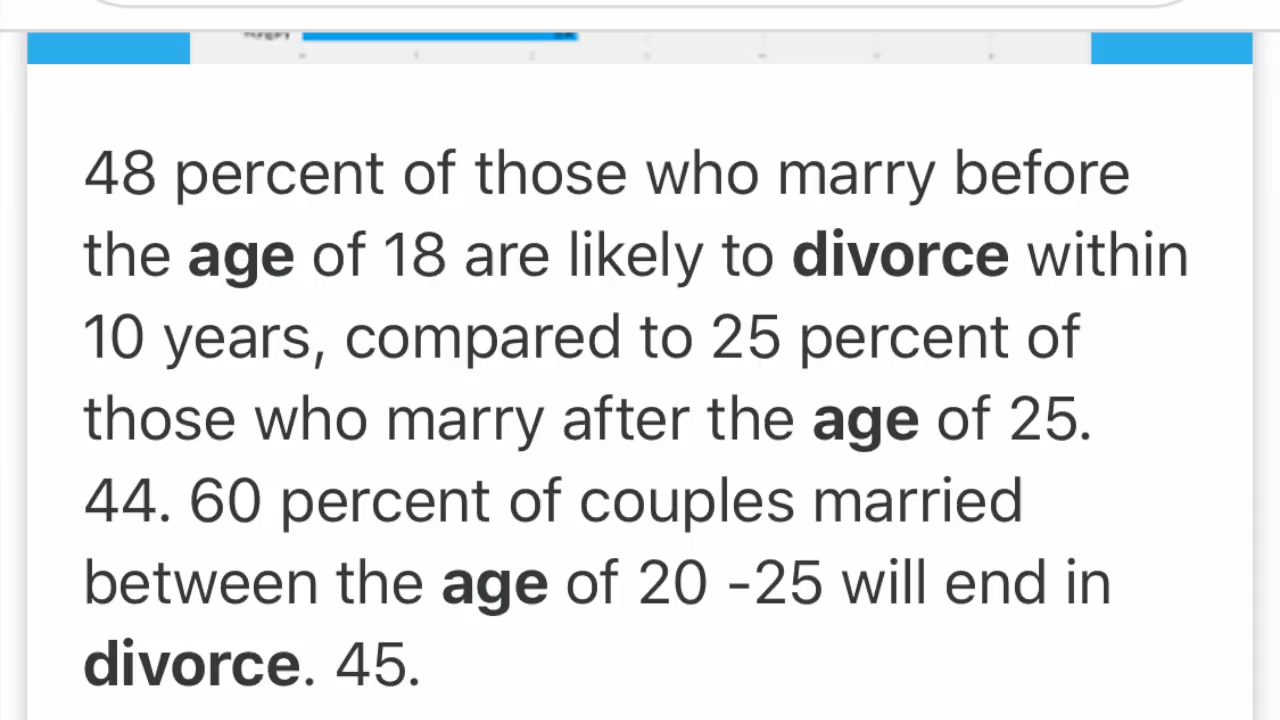 Hungary
48 percent of those who marry before
the age of 18 are likely to divorce within
10 years, compared to 25 percent of
those who marry after the age of 25.
44. 60 percent of couples married
between the age of 20 -25 will end in
divorce. 45.